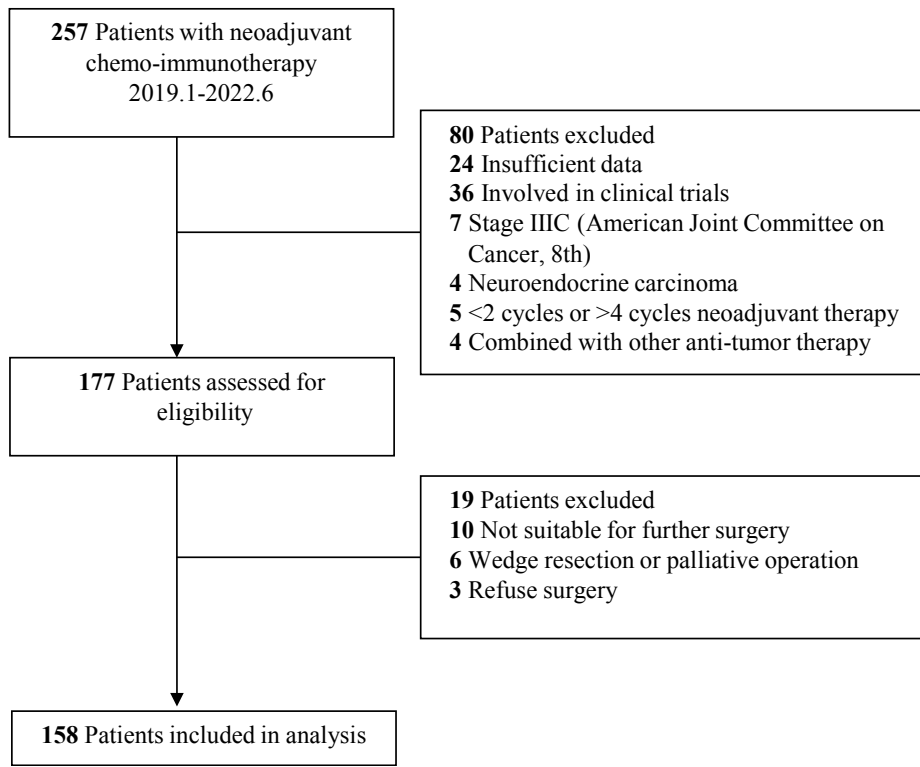 257 Patients with neoadjuvant
chemo-immunotherapy
2019.1-2022.6
80 Patients excluded
24 Insufficient data
36 Involved in clinical trials
7 Stage IIIC (American Joint Committee on
Cancer, 8th)
4 Neuroendocrine carcinoma
5 <2 cycles or >4 cycles neoadjuvant therapy
4 Combined with other anti-tumor therapy
177 Patients assessed for
eligibility
19 Patients excluded
10 Not suitable for further surgery
6 Wedge resection or palliative operation
3 Refuse surgery
158 Patients included in analysis